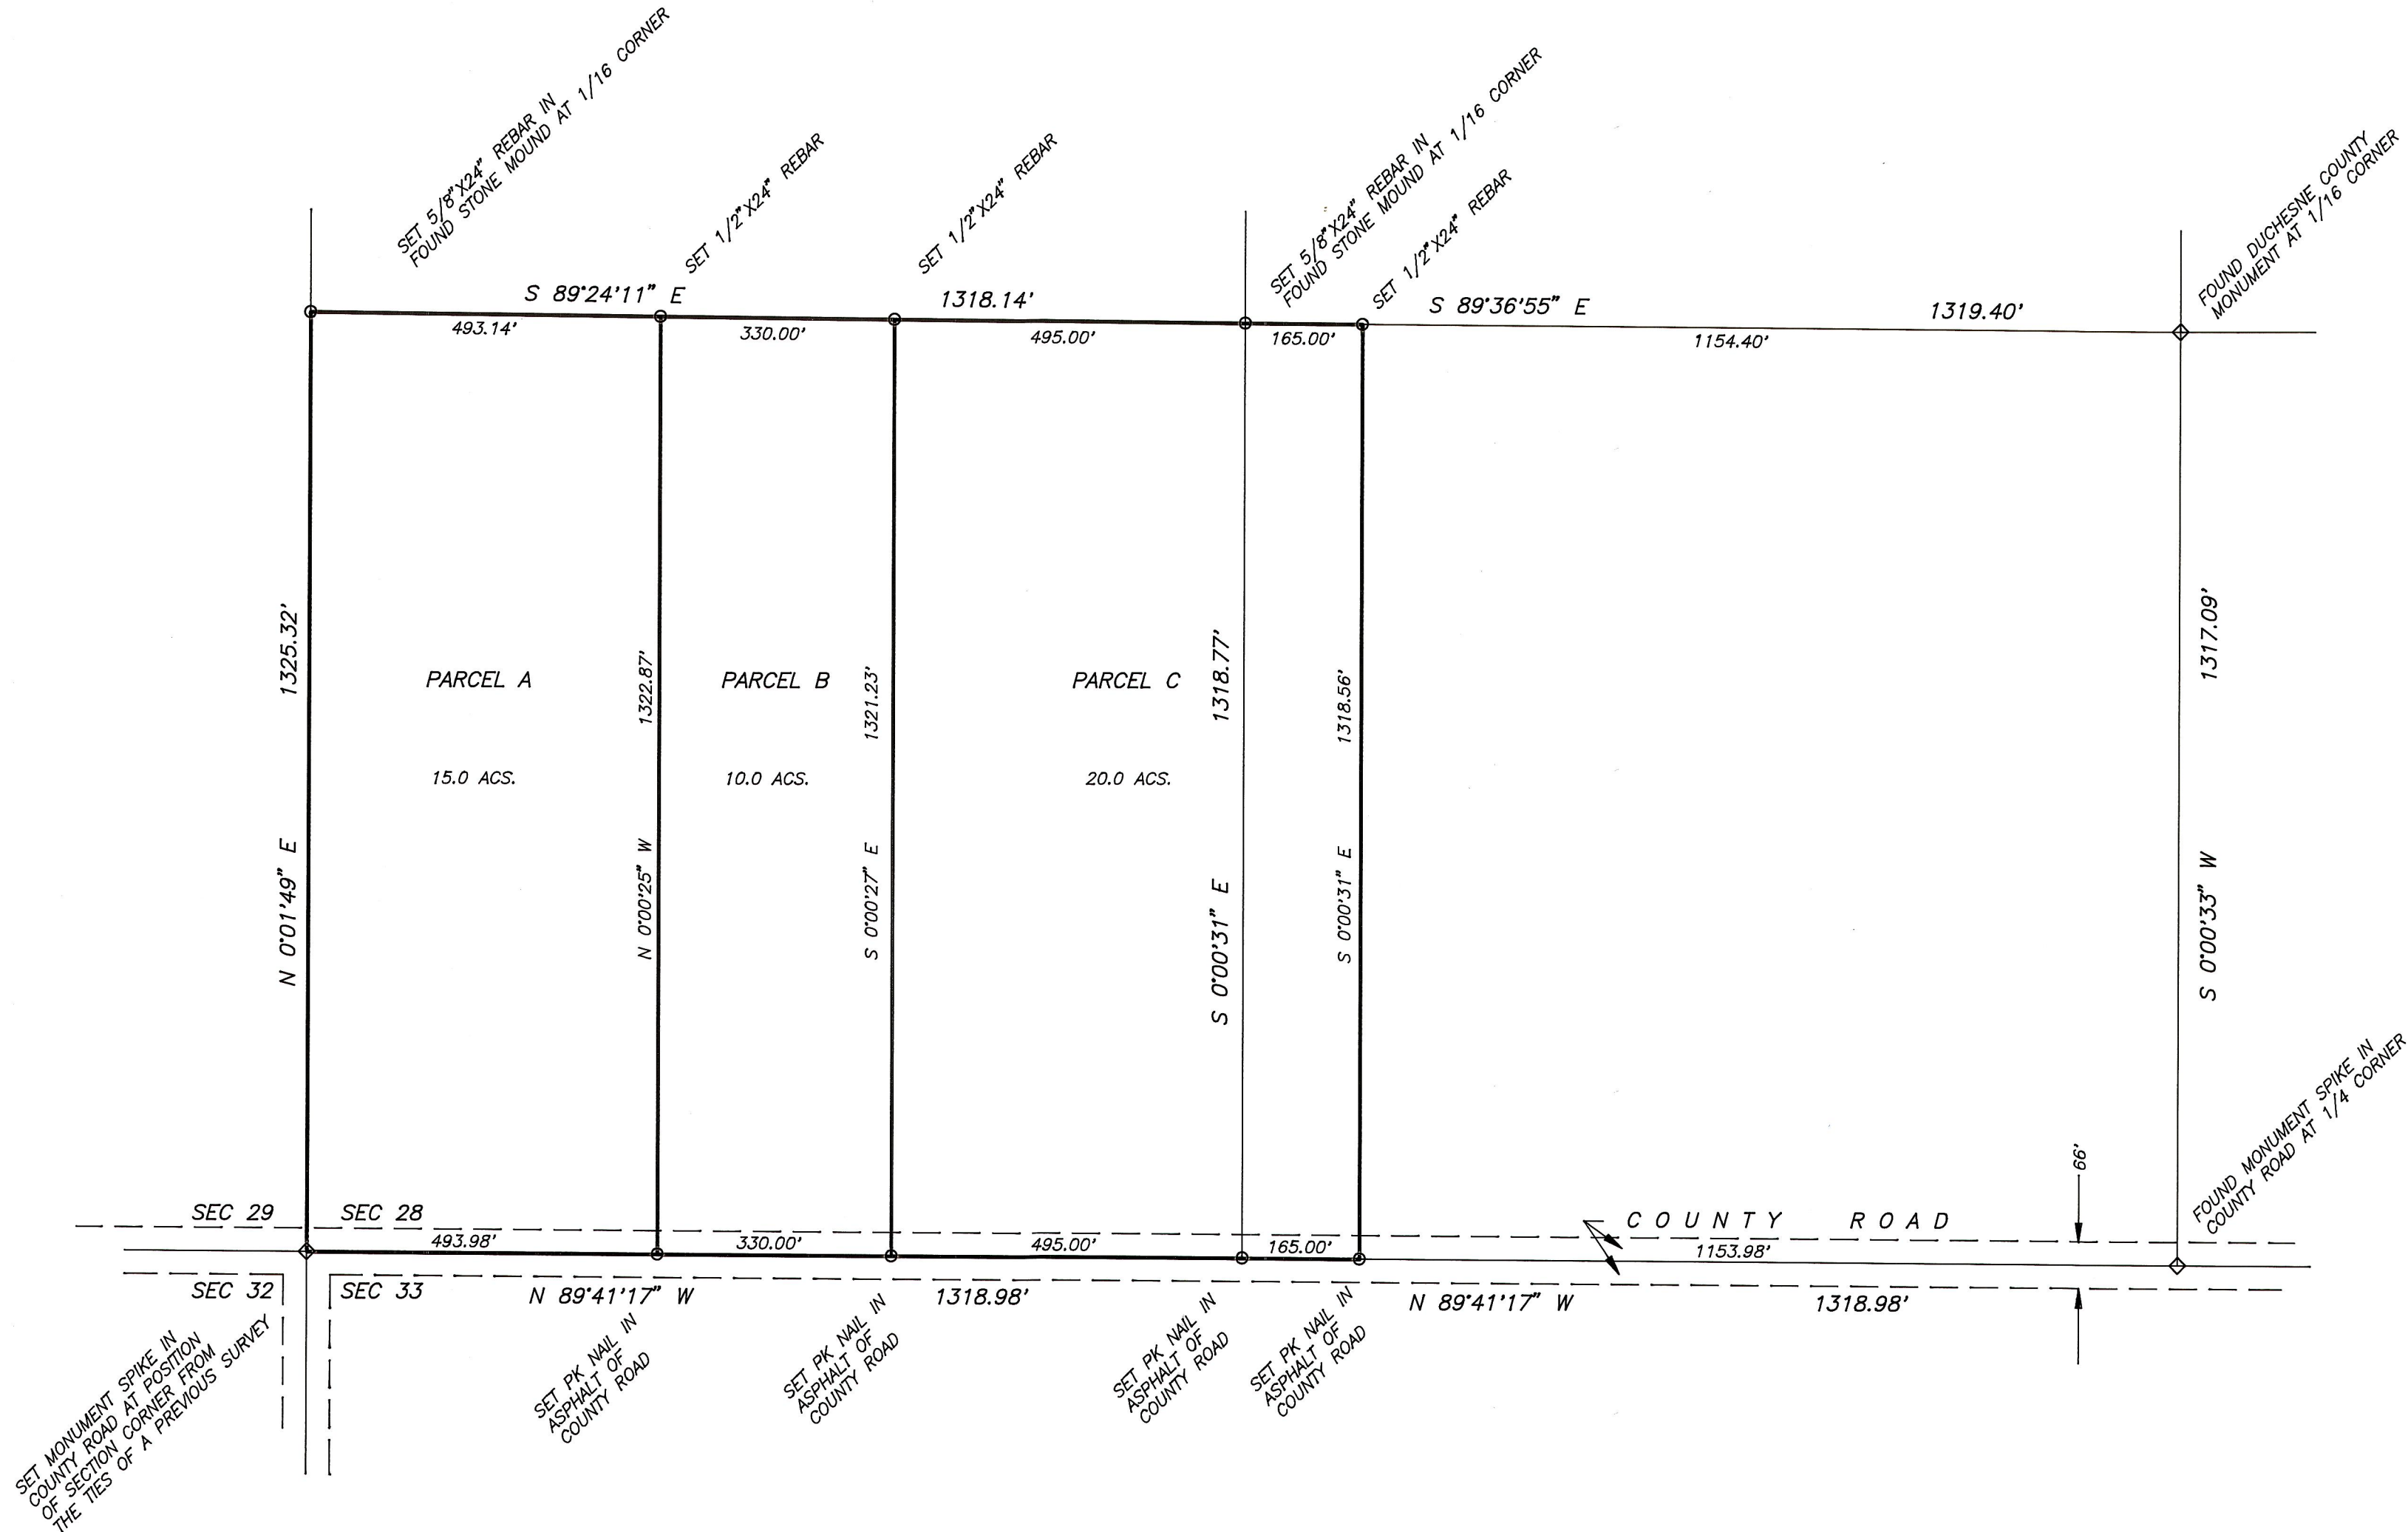 SET 5/8"X24" REBAR IN
FOUND STONE MOUND AT 1/16 CORNER
SET 1/2"X24" REBAR
SET 1/2"X24" REBAR
SET 5/8"X24" REBAR IN
FOUND STONE MOUND AT 1/16 CORNER
SET 1/2"X24" REBAR
FOUND DUCHESNE COUNTY
MONUMENT AT 1/16 CORNER
S 89°24'11" E
1318.14'
S 89°36'55" E
1319.40'
493.14'
330.00'
495.00'
165.00'
1154.40'
1325.32'
N 0°01'49" E
PARCEL A
15.0 ACS.
1322.87'
N 0°00'25" W
PARCEL B
10.0 ACS.
1321.23'
S 0°00'27" E
PARCEL C
20.0 ACS.
1318.77'
S 0°00'31" E
1318.56'
S 0°00'31" E
1317.09'
S 0°00'33" W
FOUND MONUMENT SPIKE IN
COUNTY ROAD AT 1/4 CORNER
66'
SEC 29
SEC 28
COUNTY ROAD
493.98'
330.00'
495.00'
165.00'
1153.98'
SEC 32
SEC 33
N 89°41'17" W
1318.98'
N 89°41'17" W
1318.98'
SET MONUMENT SPIKE IN
COUNTY ROAD AT POSITION
OF SECTION CORNER FROM
THE TIES OF A PREVIOUS SURVEY
SET PK NAIL IN
ASPHALT OF
COUNTY ROAD
SET PK NAIL IN
ASPHALT OF
COUNTY ROAD
SET PK NAIL IN
ASPHALT OF
COUNTY ROAD
SET PK NAIL IN
ASPHALT OF
COUNTY ROAD